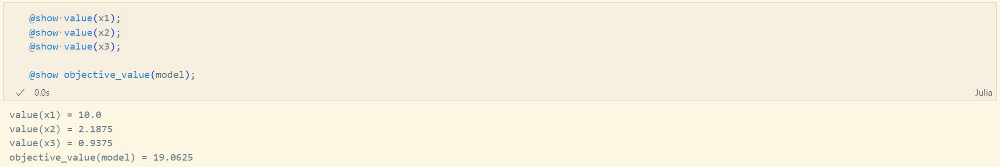 @show value(x1);
@show value(x2);
@show value(x3);
@show objective_value(model);
0.0s
Julia
value(x1) = 10.0
value(x2) = 2.1875
value(x3) = 0.9375
objective_value(model) = 19.0625